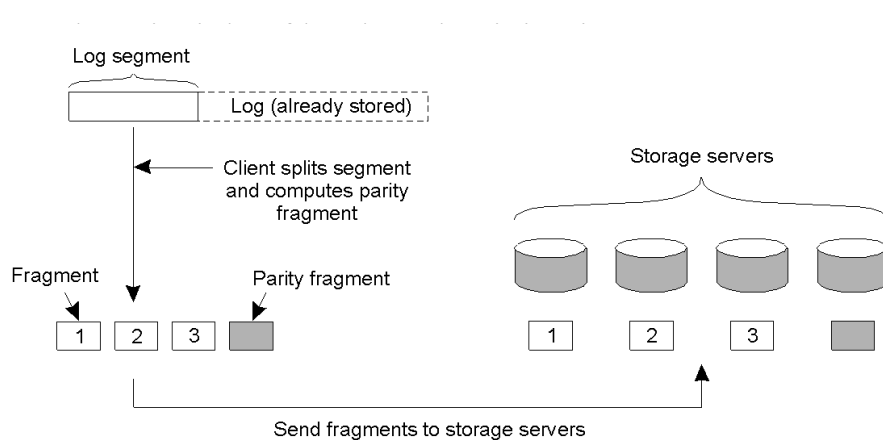 Log segment
Log (already stored)
Client splits segment
and computes parity
fragment
Storage servers
Fragment
Parity fragment
1 2 3
1 2 3
Send fragments to storage servers